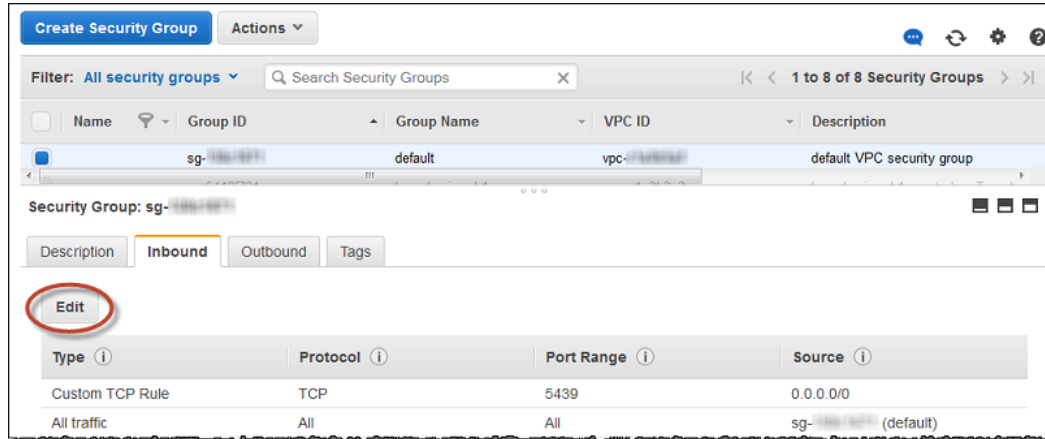 Create Security Group Actions
Filter: All security groups Search Security Groups 1 to 8 of 8 Security Groups
Name Group ID Group Name VPC ID Description
sg- default vpc- default VPC security group
Security Group: sg-
Description Inbound Outbound Tags
Edit
Type Protocol Port Range Source
Custom TCP Rule TCP 5439 0.0.0.0/0
All traffic All All sg- (default)